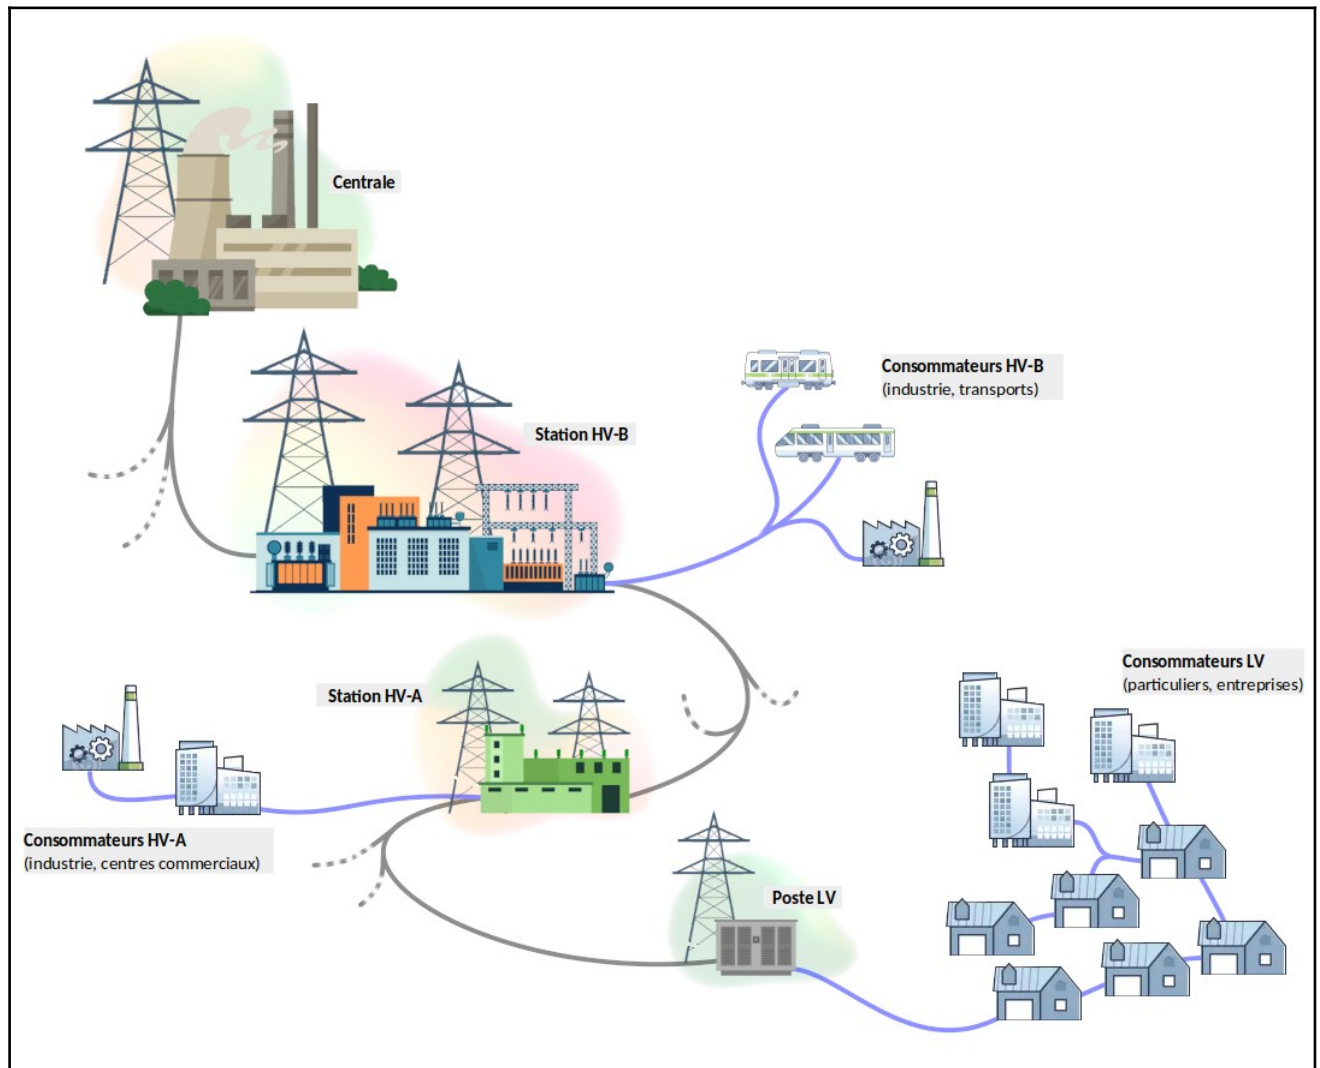 Centrale
Consommateurs HV-B
(industrie, transports)
Station HV-B
Consommateurs LV
(particuliers, entreprises)
Station HV-A
Consommateurs HV-A
(industrie, centres commerciaux)
Poste LV